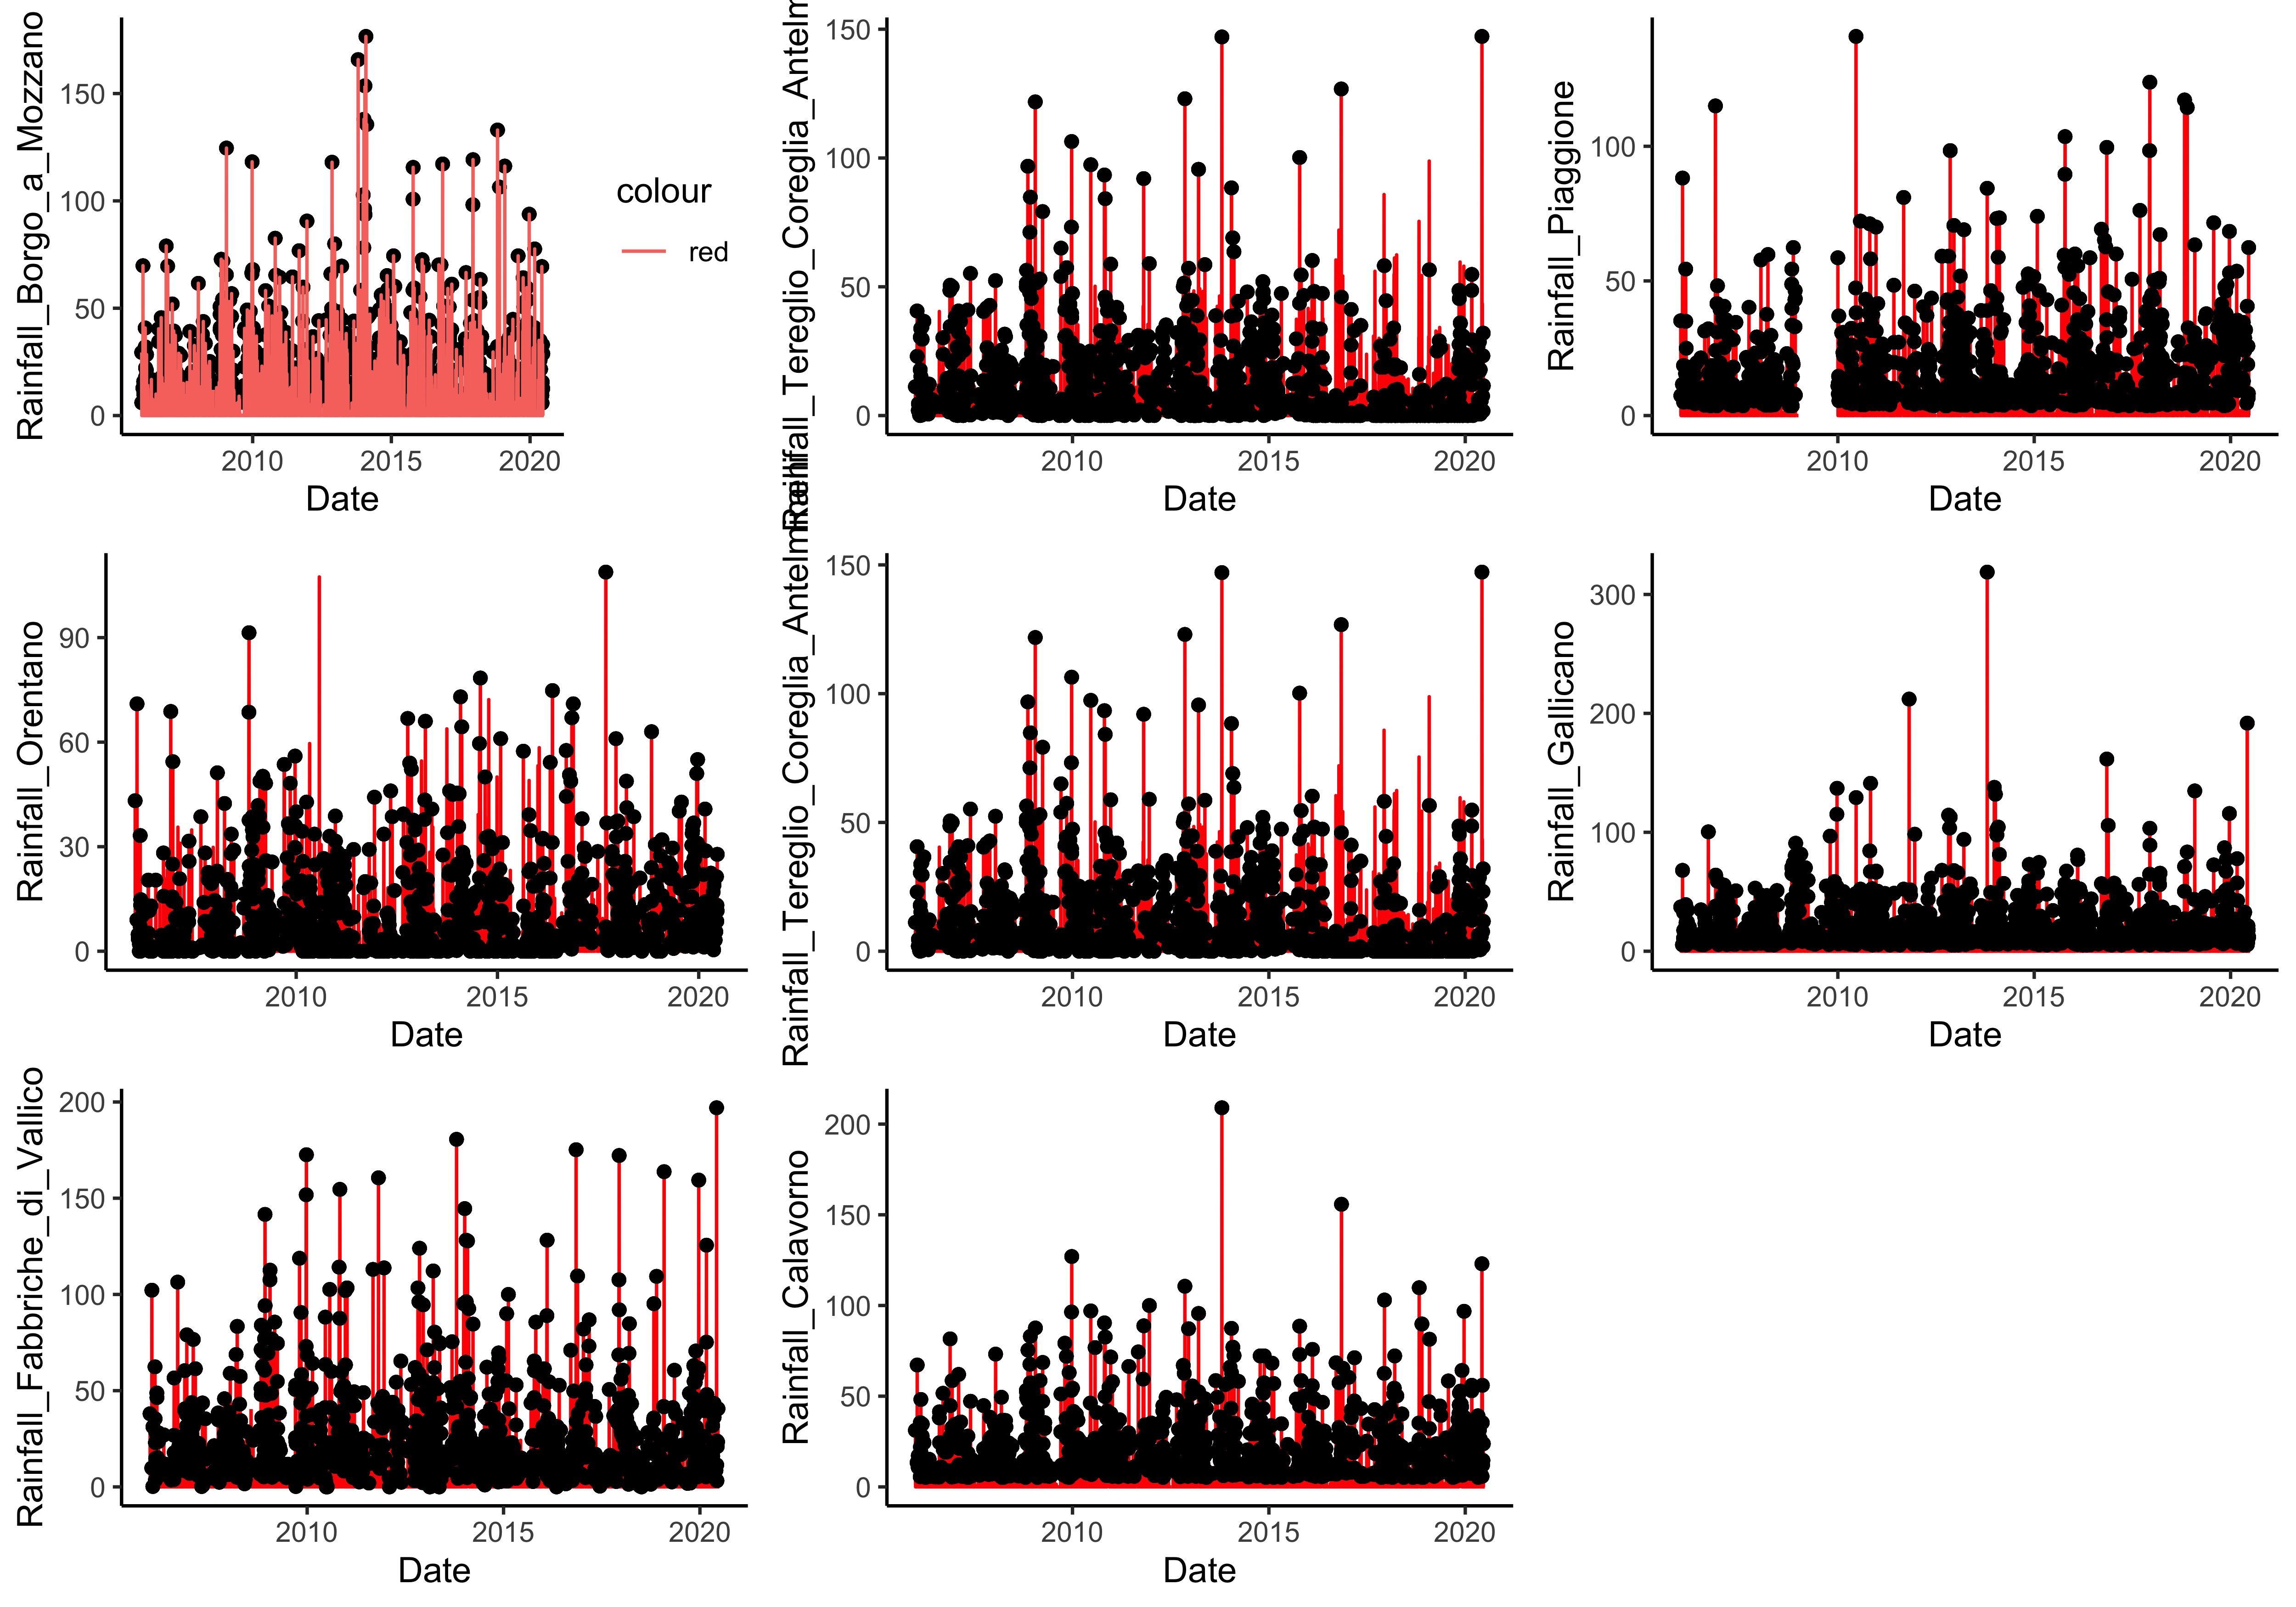 Rainfall_Borgo_a_Mozzano
150
100
50
0
2010 2015 2020
Date
colour
red
Rainfall_Tereglio_Coreglia_Antelm
150
100
50
0
2010 2015 2020
Date
Rainfall_Piaggione
100
50
0
2010 2015 2020
Date
Rainfall_Orentano
90
60
30
0
2010 2015 2020
Date
Rainfall_Tereglio_Coreglia_Antelminelli
150
100
50
0
2010 2015 2020
Date
Rainfall_Gallicano
300
200
100
0
2010 2015 2020
Date
Rainfall_Fabbriche_di_Vallico
200
150
100
50
0
2010 2015 2020
Date
Rainfall_Calavorno
200
150
100
50
0
2010 2015 2020
Date